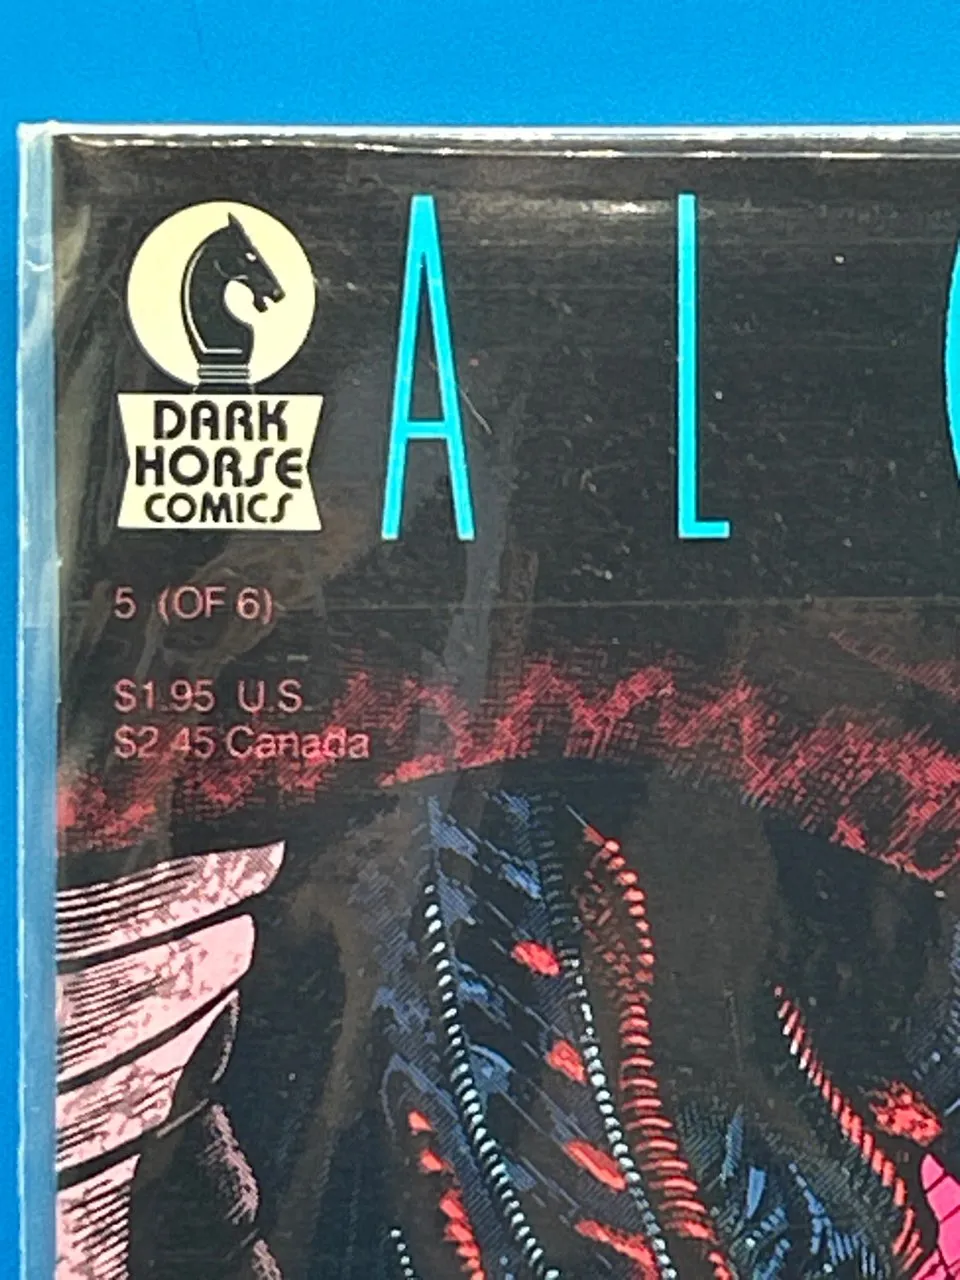 DARK
HORSE
COMICS
A L
5 (OF 6)
$1.95 U.S.
$2.45 Canada